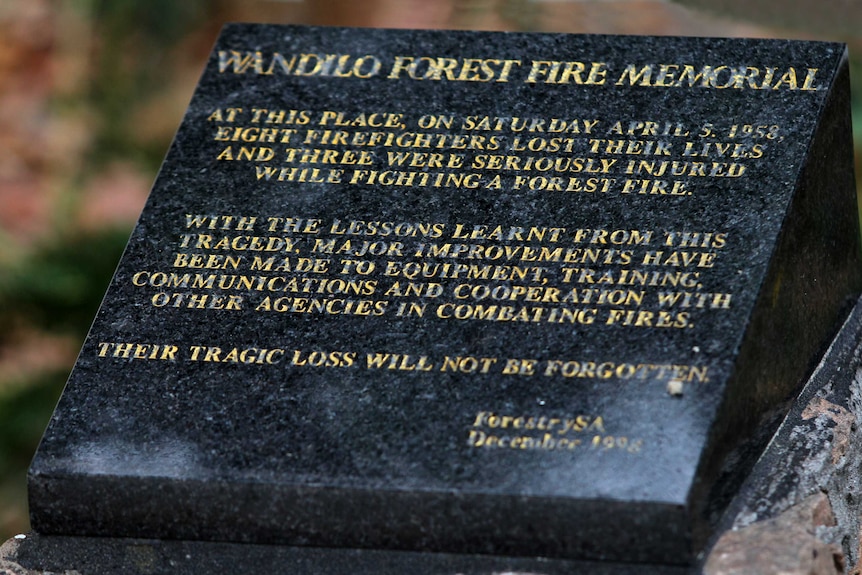 WANDILO FOREST FIRE MEMORIAL
AT THIS PLACE, ON SATURDAY APRIL 5, 1958,
EIGHT FIREFIGHTERS LOST THEIR LIVES
AND THREE WERE SERIOUSLY INJURED
WHILE FIGHTING A FOREST FIRE.
WITH THE LESSONS LEARNT FROM THIS
TRAGEDY, MAJOR IMPROVEMENTS HAVE
BEEN MADE TO EQUIPMENT, TRAINING,
COMMUNICATIONS AND COOPERATION WITH
OTHER AGENCIES IN COMBATING FIRES.
THEIR TRAGIC LOSS WILL NOT BE FORGOTTEN.
ForestrySA
December